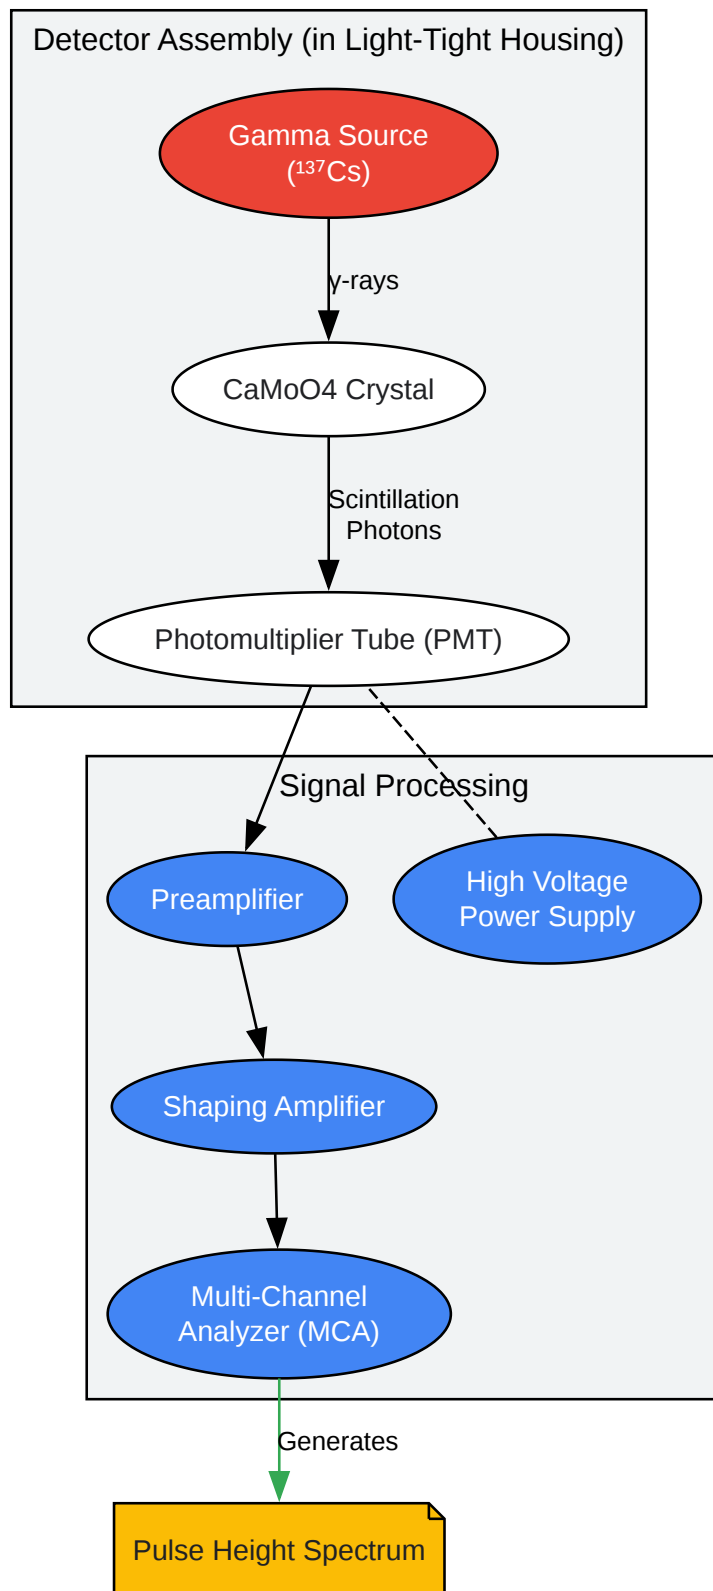 Detector Assembly (in Light-Tight Housing)
Gamma Source
(¹³⁷Cs)
γ-rays
CaMoO4 Crystal
Scintillation
Photons
Photomultiplier Tube (PMT)
Signal Processing
Preamplifier
High Voltage
Power Supply
Shaping Amplifier
Multi-Channel
Analyzer (MCA)
Generates
Pulse Height Spectrum